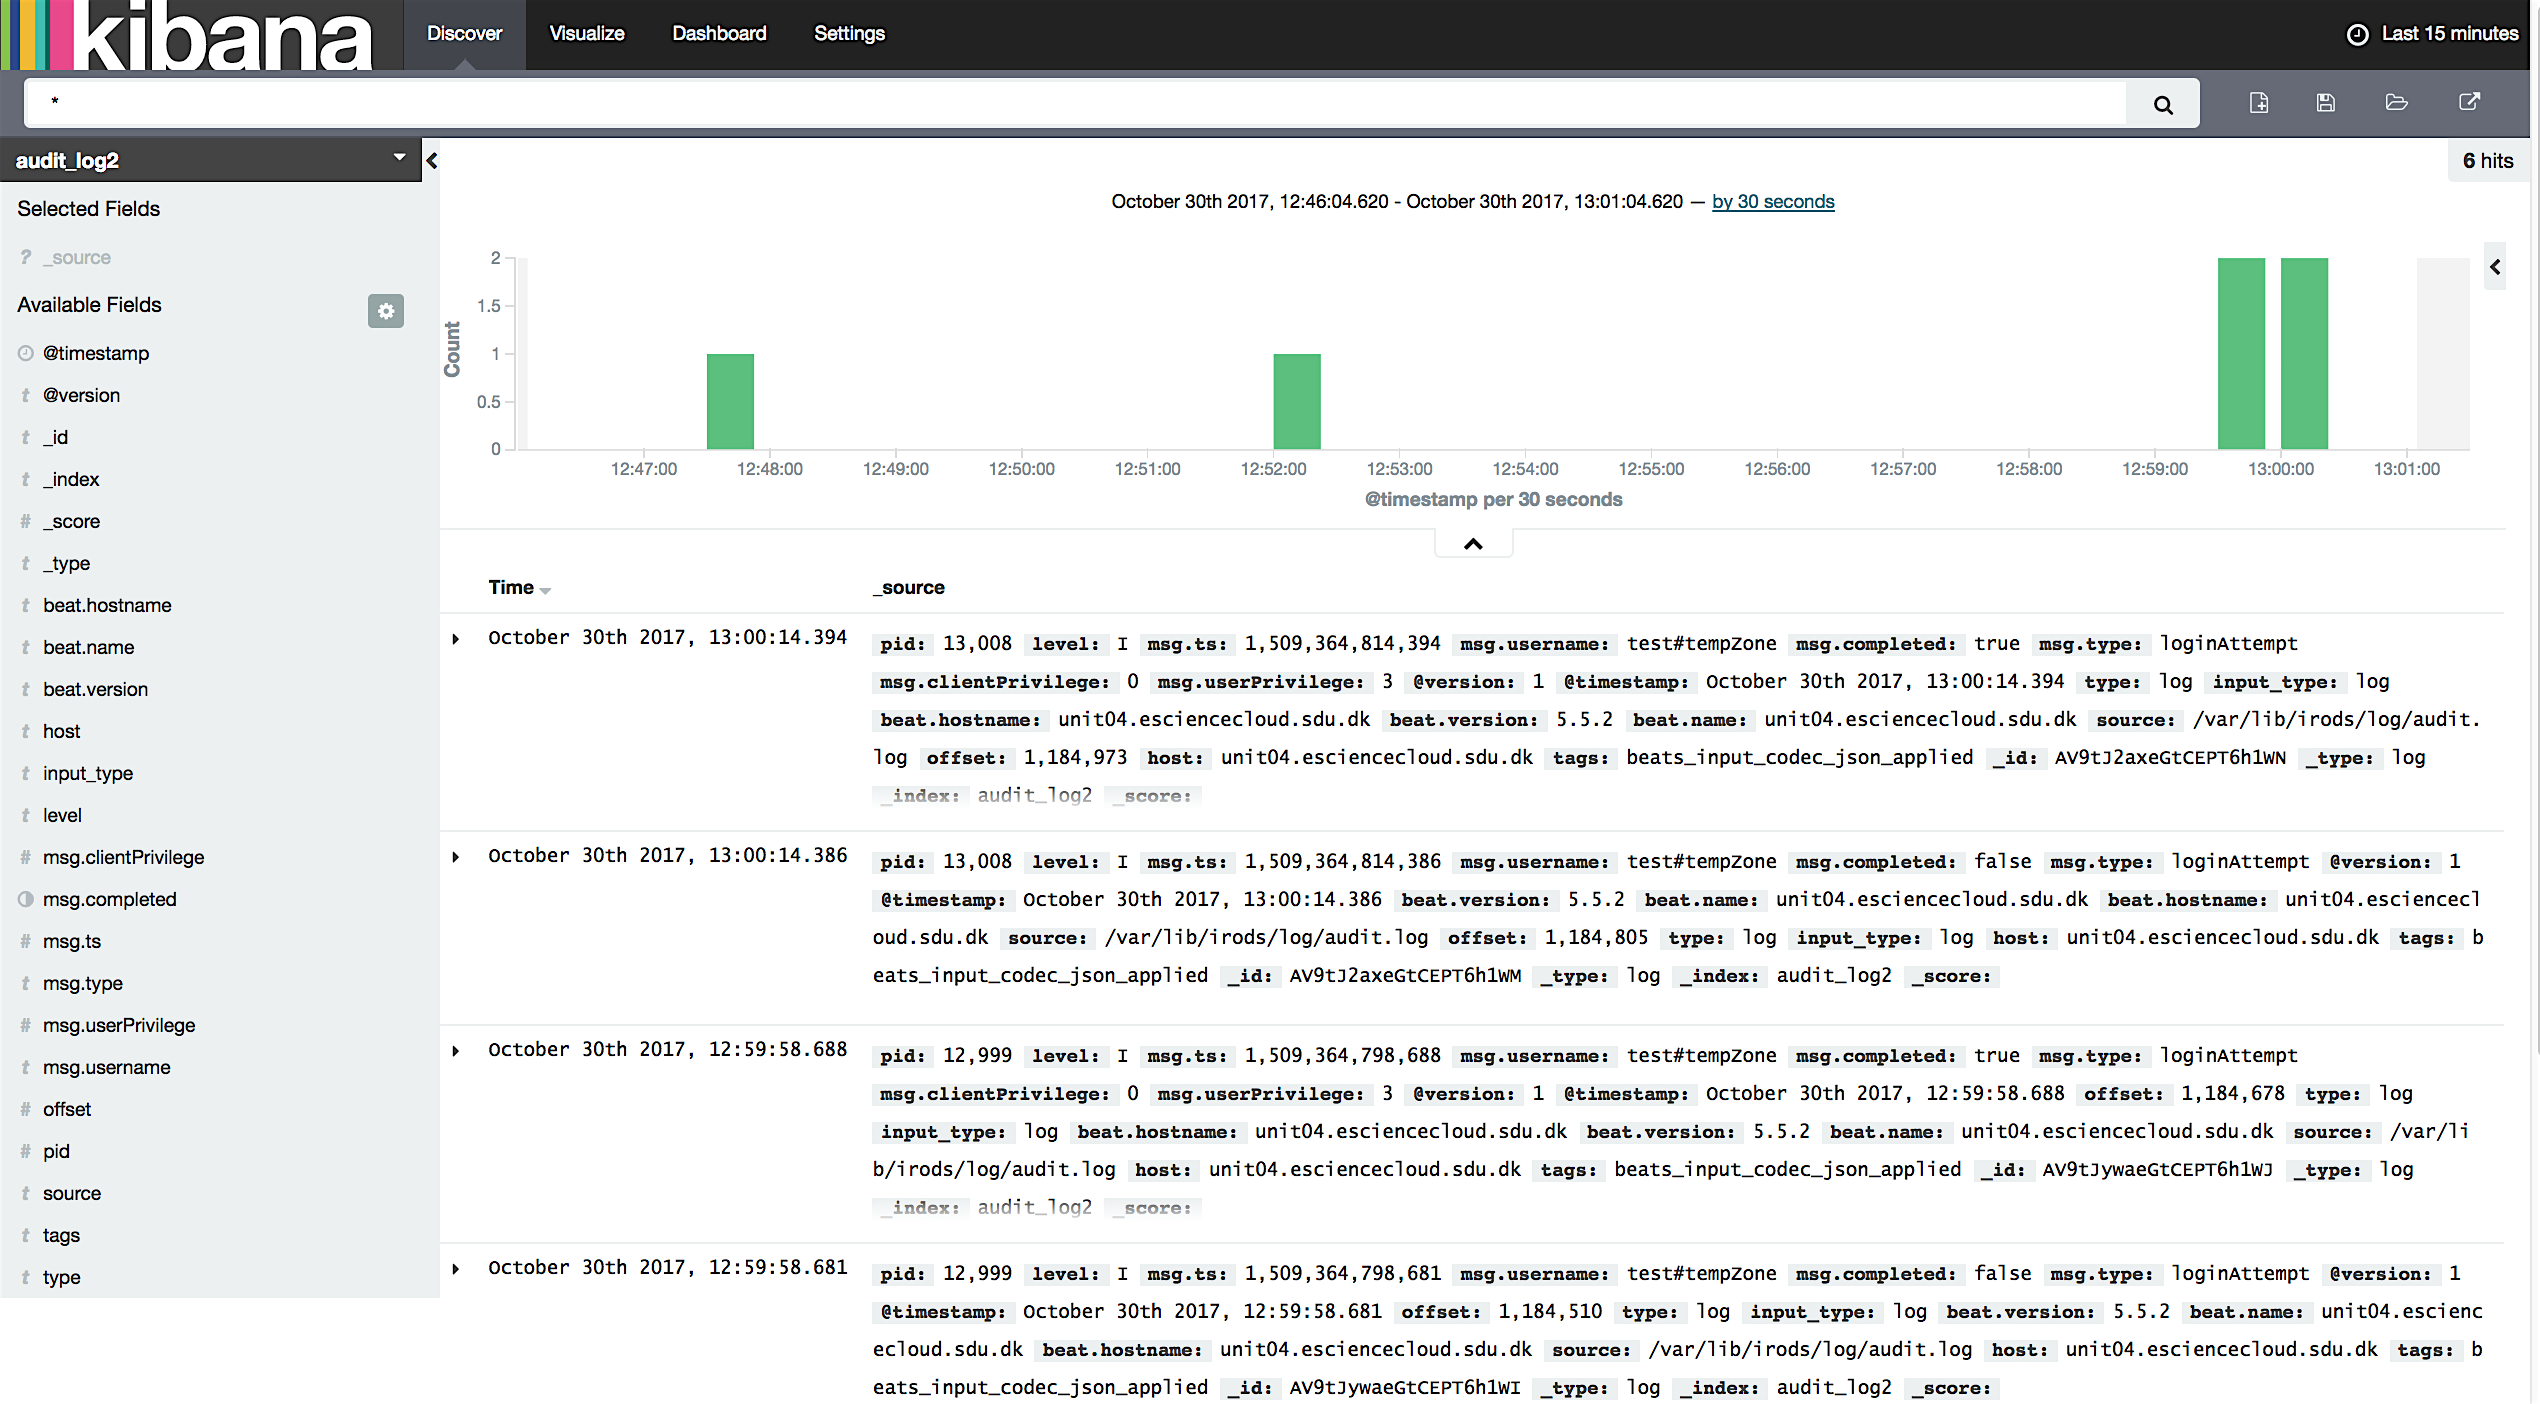 kibana Discover Visualize Dashboard Settings Last 15 minutes
*
audit_log2
6 hits
Selected Fields
? _source
Available Fields
@timestamp
t @version
t _id
t _index
# _score
t _type
t beat.hostname
t beat.name
t beat.version
t host
t input_type
t level
# msg.clientPrivilege
msg.completed
# msg.ts
t msg.type
# msg.userPrivilege
t msg.username
# offset
# pid
t source
t tags
t type
October 30th 2017, 12:46:04.620 - October 30th 2017, 13:01:04.620 — by 30 seconds
Count
2
1.5
1
0.5
0
12:47:00 12:48:00 12:49:00 12:50:00 12:51:00 12:52:00 12:53:00 12:54:00 12:55:00 12:56:00 12:57:00 12:58:00 12:59:00 13:00:00 13:01:00
@timestamp per 30 seconds
Time _source
October 30th 2017, 13:00:14.394 pid: 13,008 level: I msg.ts: 1,509,364,814,394 msg.username: test#tempZone msg.completed: true msg.type: loginAttempt
msg.clientPrivilege: 0 msg.userPrivilege: 3 @version: 1 @timestamp: October 30th 2017, 13:00:14.394 type: log input_type: log
beat.hostname: unit04.esciencecloud.sdu.dk beat.version: 5.5.2 beat.name: unit04.esciencecloud.sdu.dk source: /var/lib/irods/log/audit.
log offset: 1,184,973 host: unit04.esciencecloud.sdu.dk tags: beats_input_codec_json_applied _id: AV9tJ2axeGtCEPT6h1WN _type: log
_index: audit_log2 _score:
October 30th 2017, 13:00:14.386 pid: 13,008 level: I msg.ts: 1,509,364,814,386 msg.username: test#tempZone msg.completed: false msg.type: loginAttempt @version: 1
@timestamp: October 30th 2017, 13:00:14.386 beat.version: 5.5.2 beat.name: unit04.esciencecloud.sdu.dk beat.hostname: unit04.esciencecl
oud.sdu.dk source: /var/lib/irods/log/audit.log offset: 1,184,805 type: log input_type: log host: unit04.esciencecloud.sdu.dk tags: b
eats_input_codec_json_applied _id: AV9tJ2axeGtCEPT6h1WM _type: log _index: audit_log2 _score:
October 30th 2017, 12:59:58.688 pid: 12,999 level: I msg.ts: 1,509,364,798,688 msg.username: test#tempZone msg.completed: true msg.type: loginAttempt
msg.clientPrivilege: 0 msg.userPrivilege: 3 @version: 1 @timestamp: October 30th 2017, 12:59:58.688 offset: 1,184,678 type: log
input_type: log beat.hostname: unit04.esciencecloud.sdu.dk beat.version: 5.5.2 beat.name: unit04.esciencecloud.sdu.dk source: /var/li
b/irods/log/audit.log host: unit04.esciencecloud.sdu.dk tags: beats_input_codec_json_applied _id: AV9tJywaeGtCEPT6h1WJ _type: log
_index: audit_log2 _score:
October 30th 2017, 12:59:58.681 pid: 12,999 level: I msg.ts: 1,509,364,798,681 msg.username: test#tempZone msg.completed: false msg.type: loginAttempt @version: 1
@timestamp: October 30th 2017, 12:59:58.681 offset: 1,184,510 type: log input_type: log beat.version: 5.5.2 beat.name: unit04.escienc
ecloud.sdu.dk beat.hostname: unit04.esciencecloud.sdu.dk source: /var/lib/irods/log/audit.log host: unit04.esciencecloud.sdu.dk tags: b
eats_input_codec_json_applied _id: AV9tJywaeGtCEPT6h1WI _type: log _index: audit_log2 _score: